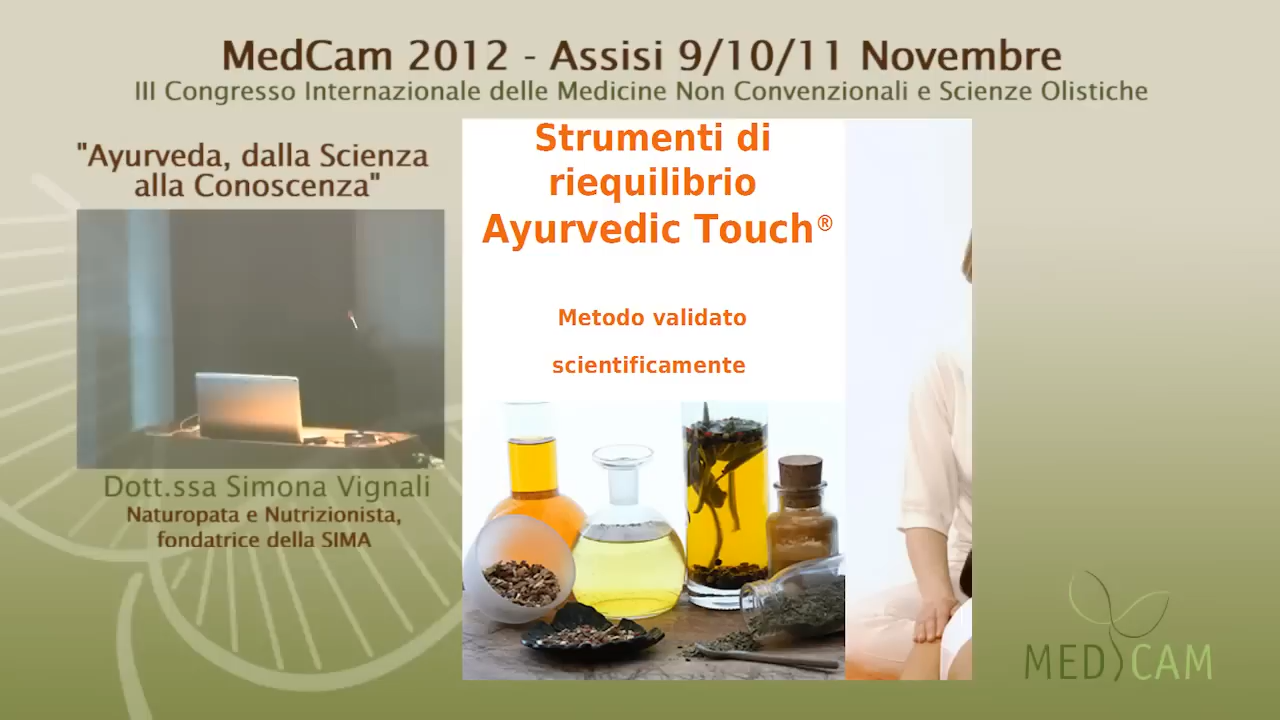 MedCam 2012 - Assisi 9/10/11 Novembre
III Congresso Internazionale delle Medicine Non Convenzionali e Scienze Olistiche
"Ayurveda, dalla Scienza
alla Conoscenza"
Dott.ssa Simona Vignali
Naturopata e Nutrizionista,
fondatrice della SIMA
Strumenti di
riequilibrio
Ayurvedic Touch®
Metodo validato
scientificamente
MED CAM